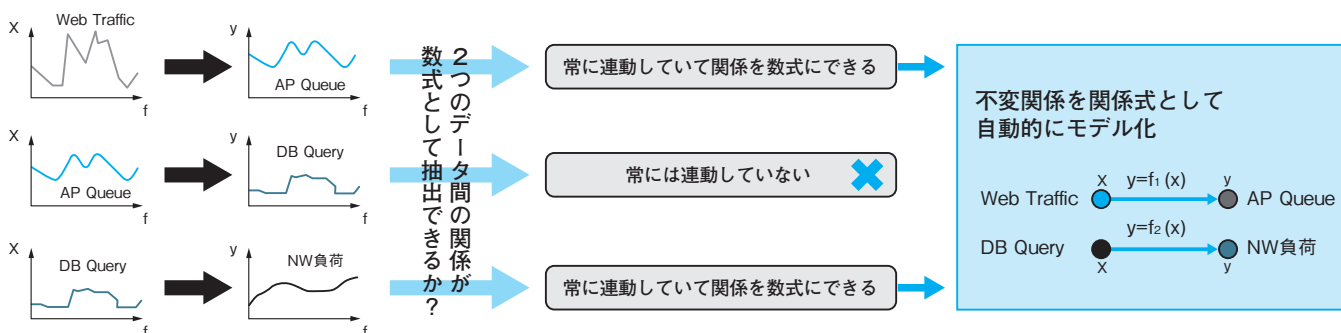 X
Web Traffic
f
y
AP Queue
f
X
AP Queue
f
y
DB Query
f
X
DB Query
f
y
NW負荷
f
2つのデータ間の関係が
数式として抽出できるか？
常に連動していて関係を数式にできる
常には連動していない
常に連動していて関係を数式にできる
不変関係を関係式として
自動的にモデル化
Web Traffic X y=f1 (x) y AP Queue
DB Query X y=f2 (x) y NW負荷